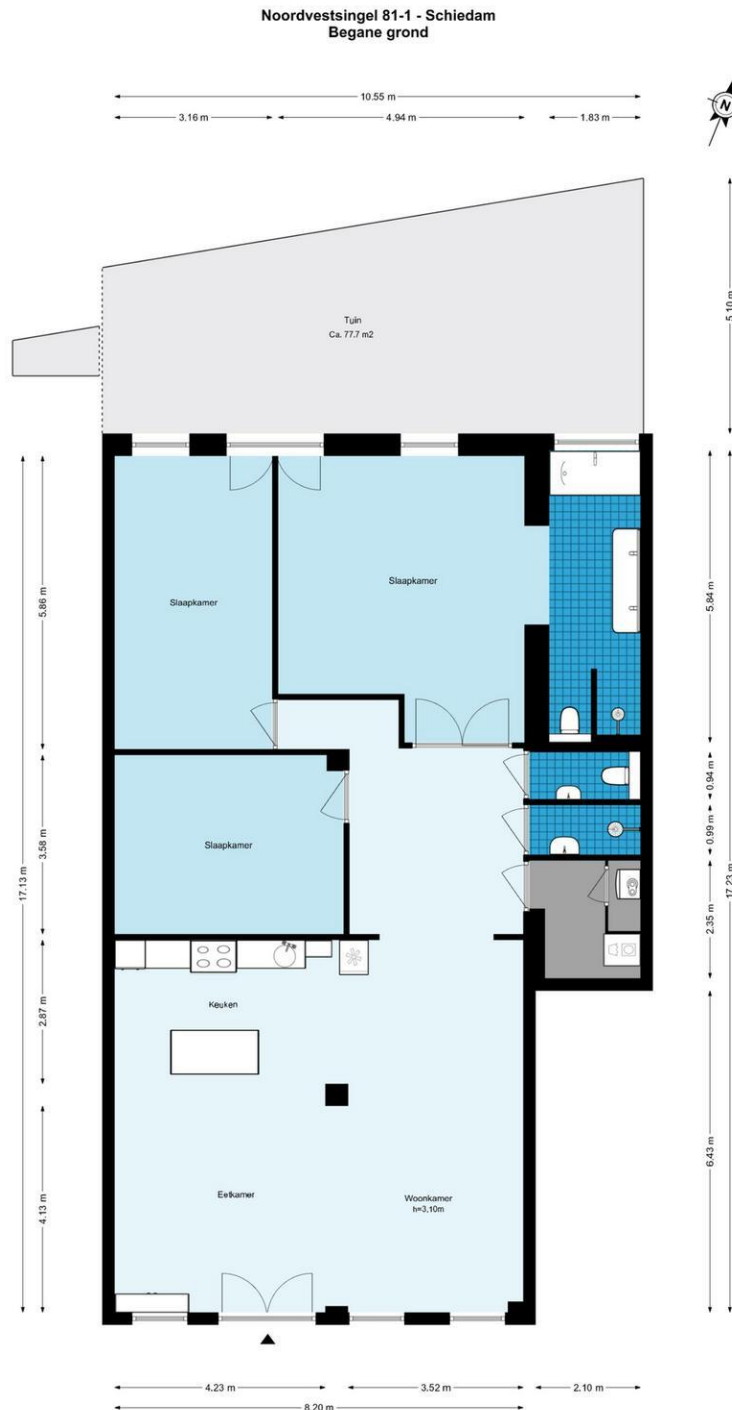 Noordvestsingel 81-1 - Schiedam
Begane grond
10.55 m
3.16 m
4.94 m
1.83 m
N
5.10 m
Tuin
Ca. 77.7 m2
5.86 m
5.84 m
Slaapkamer
Slaapkamer
0.94 m
3.58 m
0.99 m
Slaapkamer
17.13 m
17.23 m
2.35 m
2.87 m
Keuken
6.43 m
4.13 m
Eetkamer
Woonkamer
h=3,10m
4.23 m
3.52 m
2.10 m
8.20 m